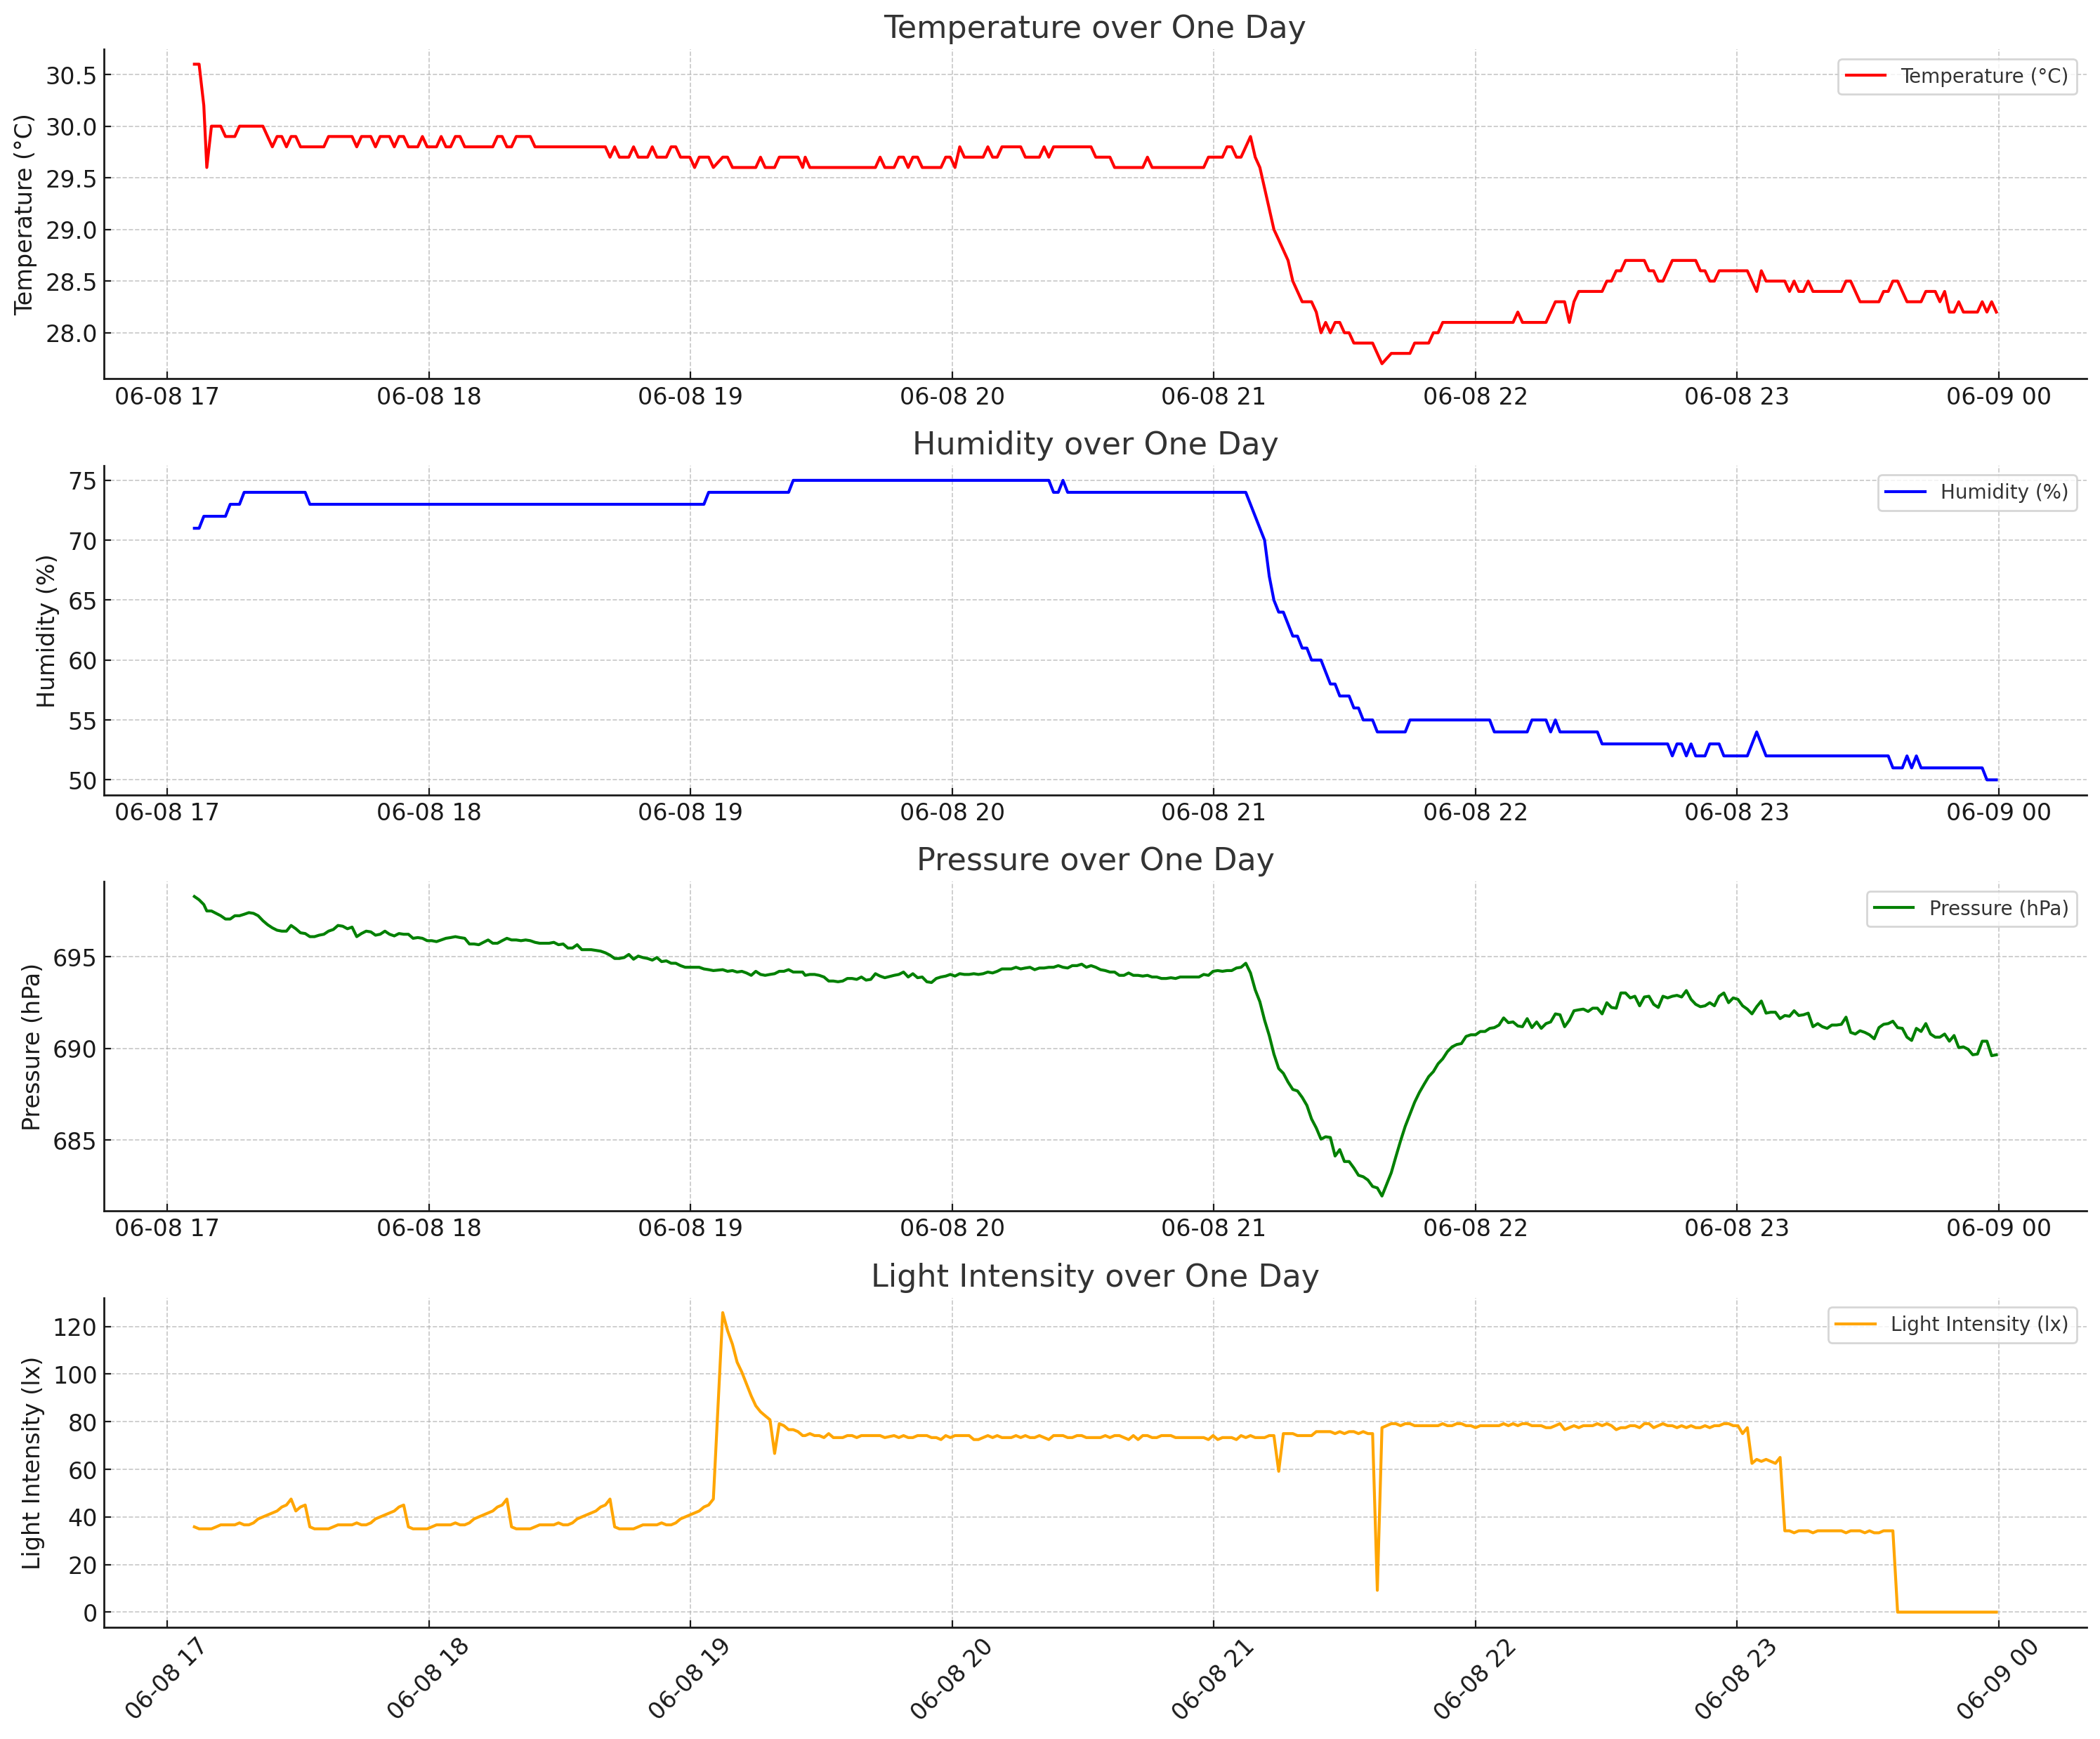 Temperature over One Day
Temperature (°C)
30.5
30.0
29.5
29.0
28.5
28.0
Temperature (°C)
06-08 17 06-08 18 06-08 19 06-08 20 06-08 21 06-08 22 06-08 23 06-09 00
Humidity over One Day
Humidity (%)
75
70
65
60
55
50
Humidity (%)
06-08 17 06-08 18 06-08 19 06-08 20 06-08 21 06-08 22 06-08 23 06-09 00
Pressure over One Day
Pressure (hPa)
695
690
685
Pressure (hPa)
06-08 17 06-08 18 06-08 19 06-08 20 06-08 21 06-08 22 06-08 23 06-09 00
Light Intensity over One Day
Light Intensity (lx)
120
100
80
60
40
20
0
Light Intensity (lx)
06-08 17 06-08 18 06-08 19 06-08 20 06-08 21 06-08 22 06-08 23 06-09 00